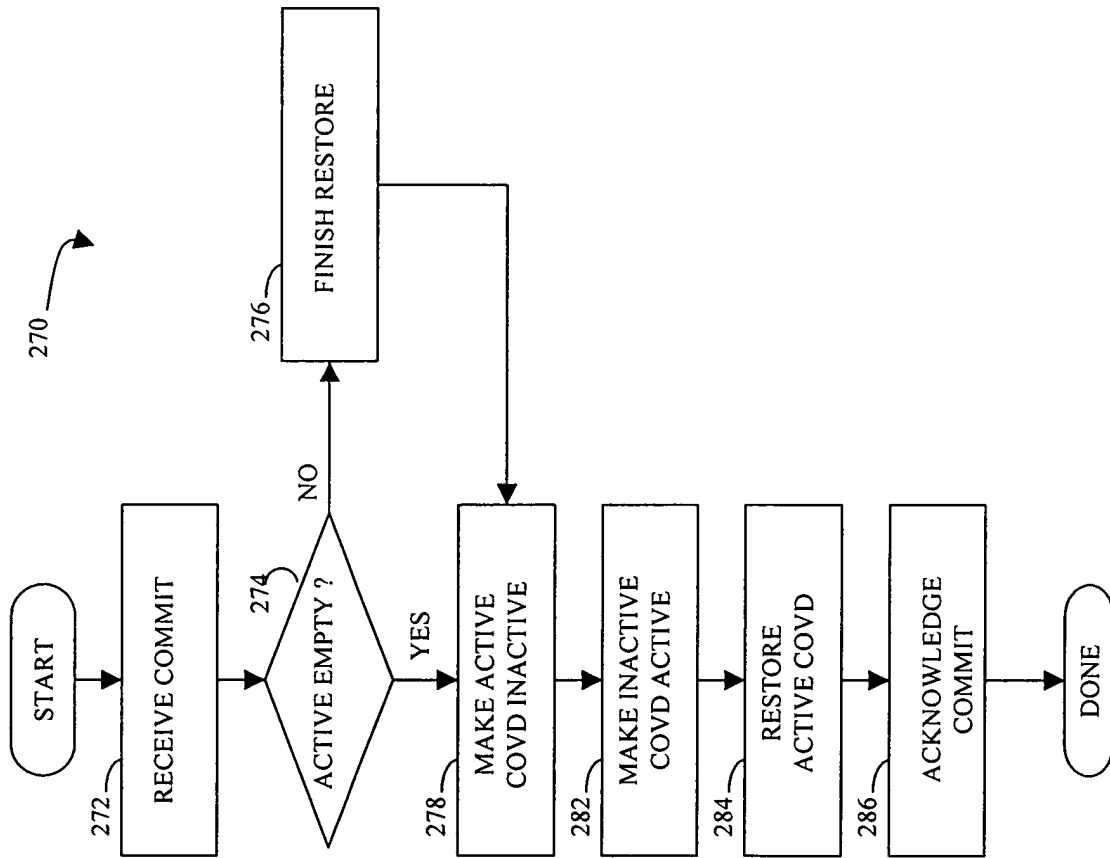 270
START
272
RECEIVE COMMIT
274
ACTIVE EMPTY ?
NO
276
FINISH RESTORE
YES
278
MAKE ACTIVE
COVD INACTIVE
282
MAKE INACTIVE
COVD ACTIVE
284
RESTORE
ACTIVE COVD
286
ACKNOWLEDGE
COMMIT
DONE